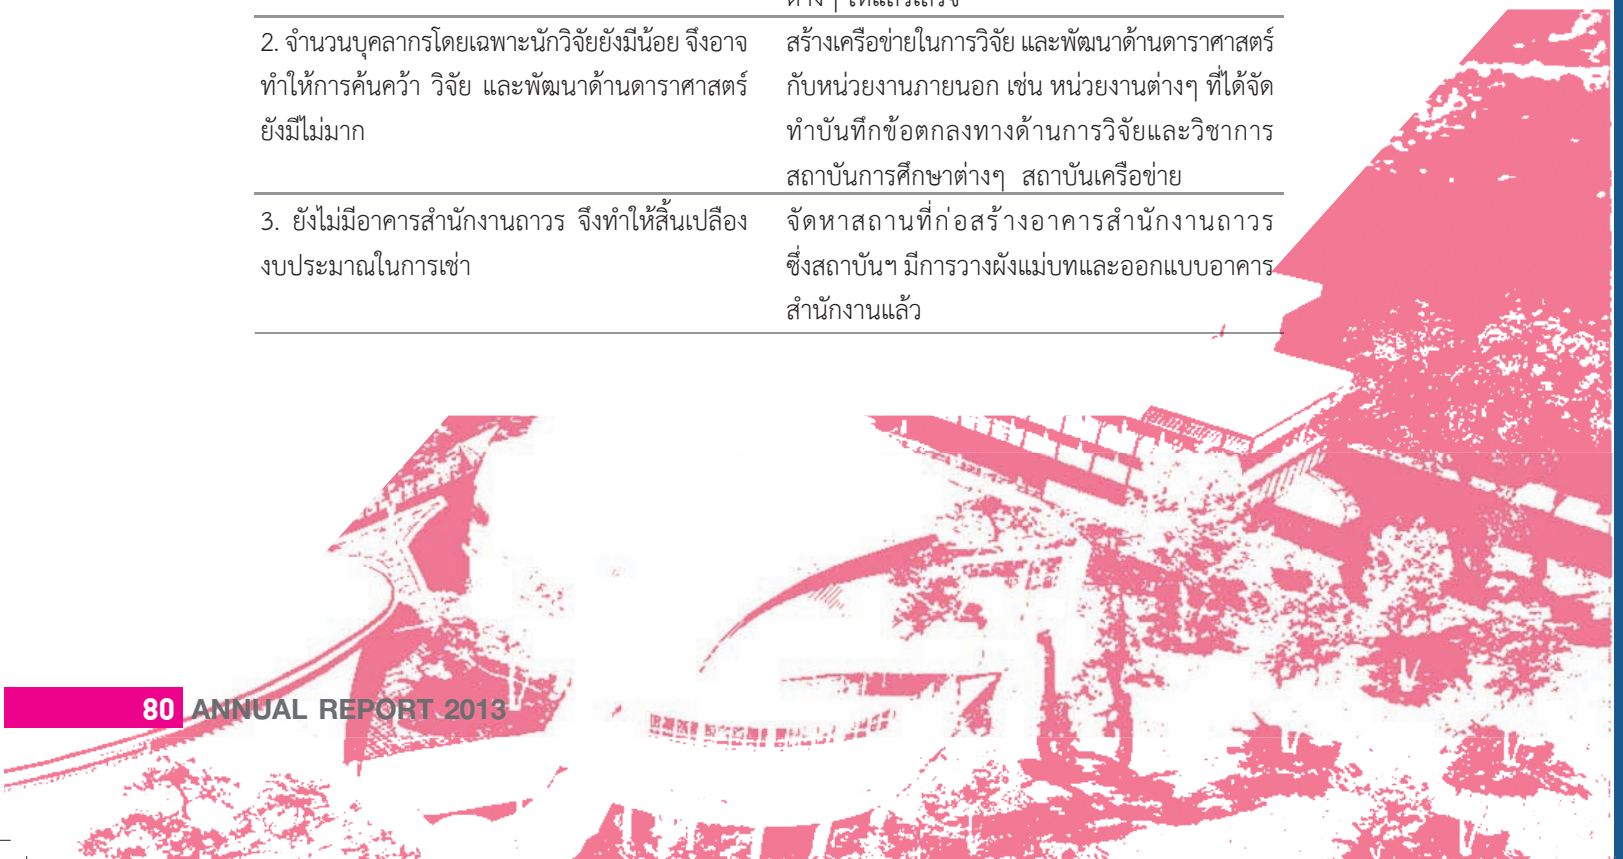 2. จำนวนบุคลากรโดยเฉพาะนักวิจัยยังมีน้อย จึงอาจ
ทำให้การค้นคว้า วิจัย และพัฒนาด้านดาราศาสตร์
ยังมีไม่มาก
สร้างเครือข่ายในการวิจัย และพัฒนาด้านดาราศาสตร์
กับหน่วยงานภายนอก เช่น หน่วยงานต่างๆ ที่ได้จัด
ทำบันทึกข้อตกลงทางด้านการวิจัยและวิชาการ
สถาบันการศึกษาต่างๆ สถาบันเครือข่าย
3. ยังไม่มีอาคารสำนักงานถาวร จึงทำให้สิ้นเปลือง
งบประมาณในการเช่า
จัดหาสถานที่ก่อสร้างอาคารสำนักงานถาวร
ซึ่งสถาบันฯ มีการวางผังแม่บทและออกแบบอาคาร
สำนักงานแล้ว
80 ANNUAL REPORT 2013